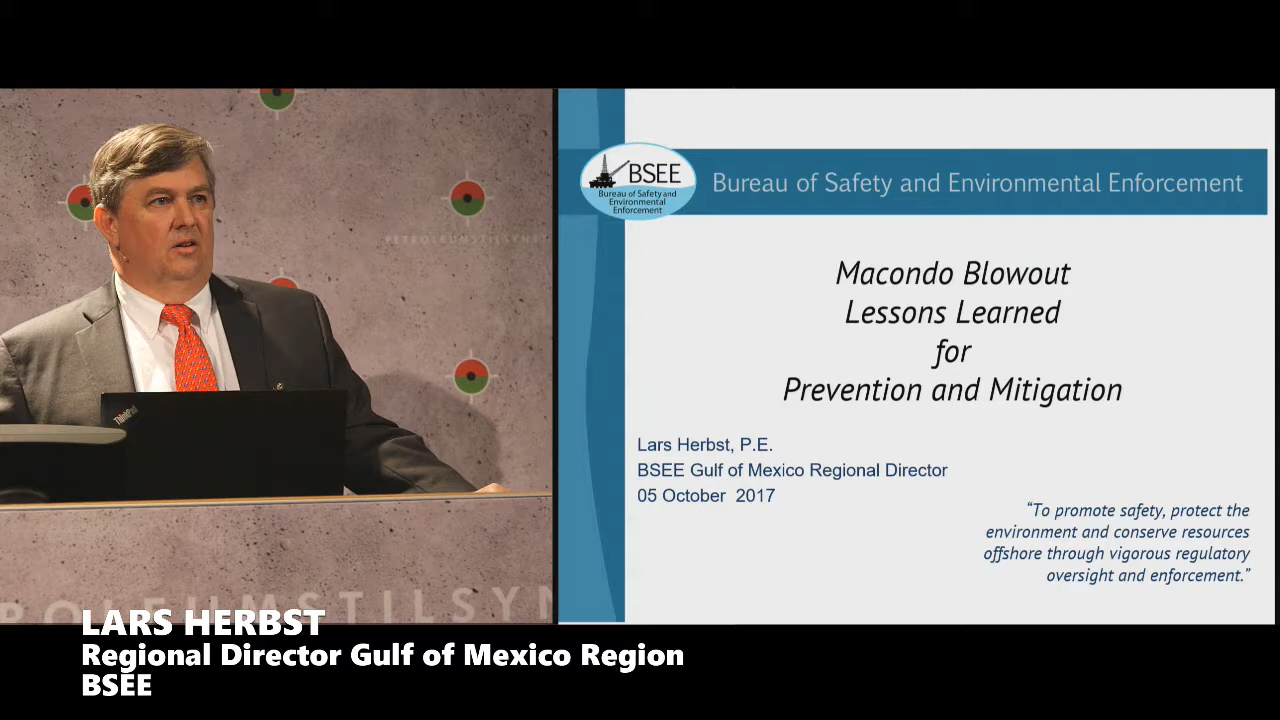 PETROLEUMSTILSYN
ThinkPad
OLEUMSTILSYN
BSEE
Bureau of Safety and
Environmental
Enforcement
Bureau of Safety and Environmental Enforcement
Macondo Blowout
Lessons Learned
for
Prevention and Mitigation
Lars Herbst, P.E.
BSEE Gulf of Mexico Regional Director
05 October 2017
“To promote safety, protect the
environment and conserve resources
offshore through vigorous regulatory
oversight and enforcement.”
LARS HERBST
Regional Director Gulf of Mexico Region
BSEE